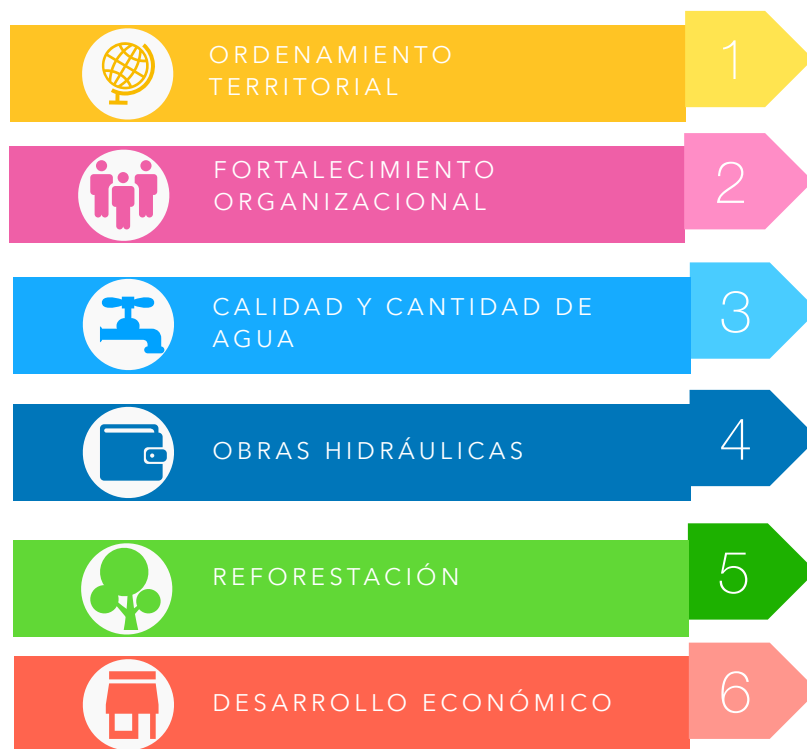 ORDENAMIENTO
TERRITORIAL
1
FORTALECIMIENTO
ORGANIZACIONAL
2
CALIDAD Y CANTIDAD DE
AGUA
3
OBRAS HIDRÁULICAS
4
REFORESTACIÓN
5
DESARROLLO ECONÓMICO
6